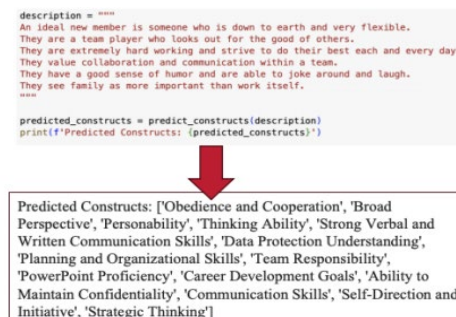 description = """
An ideal new member is someone who is down to earth and very flexible.
They are a team player who looks out for the good of others.
They are extremely hard working and strive to do their best each and every day
They value collaboration and communication within a team.
They have a good sense of humor and are able to joke around and laugh.
They see family as more important than work itself.
"""
predicted_constructs = predict_constructs(description)
print(f'Predicted Constructs: {predicted_constructs}')
Predicted Constructs: ['Obedience and Cooperation', 'Broad
Perspective', 'Personability', 'Thinking Ability', 'Strong Verbal and
Written Communication Skills', 'Data Protection Understanding',
'Planning and Organizational Skills', 'Team Responsibility',
'PowerPoint Proficiency', 'Career Development Goals', 'Ability to
Maintain Confidentiality', 'Communication Skills', 'Self-Direction and
Initiative', 'Strategic Thinking']